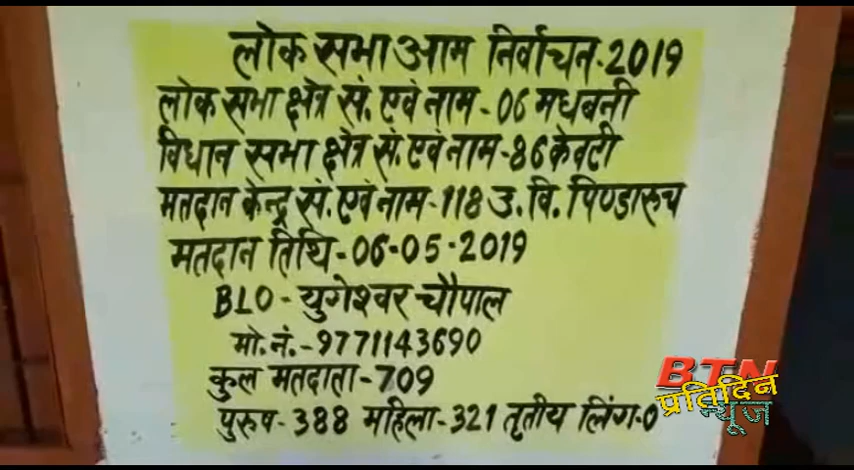 लोक सभा आम निर्वाचन-2019
लोक सभा क्षेत्र सं. एवं नाम-06 मधबनी
विधान सभा क्षेत्र सं. एवं नाम-86 केवटी
मतदान केन्द्र सं. एवं नाम-118 उ. वि. पिण्डारूच
मतदान तिथि-06-05-2019
BLO-युगेश्वर चौपाल
मो. नं.-9771143690
कुल मतदाता-709
पुरुष-388 महिला-321 तृतीय लिंग-0
BTN
प्रतिदिन
न्यूज